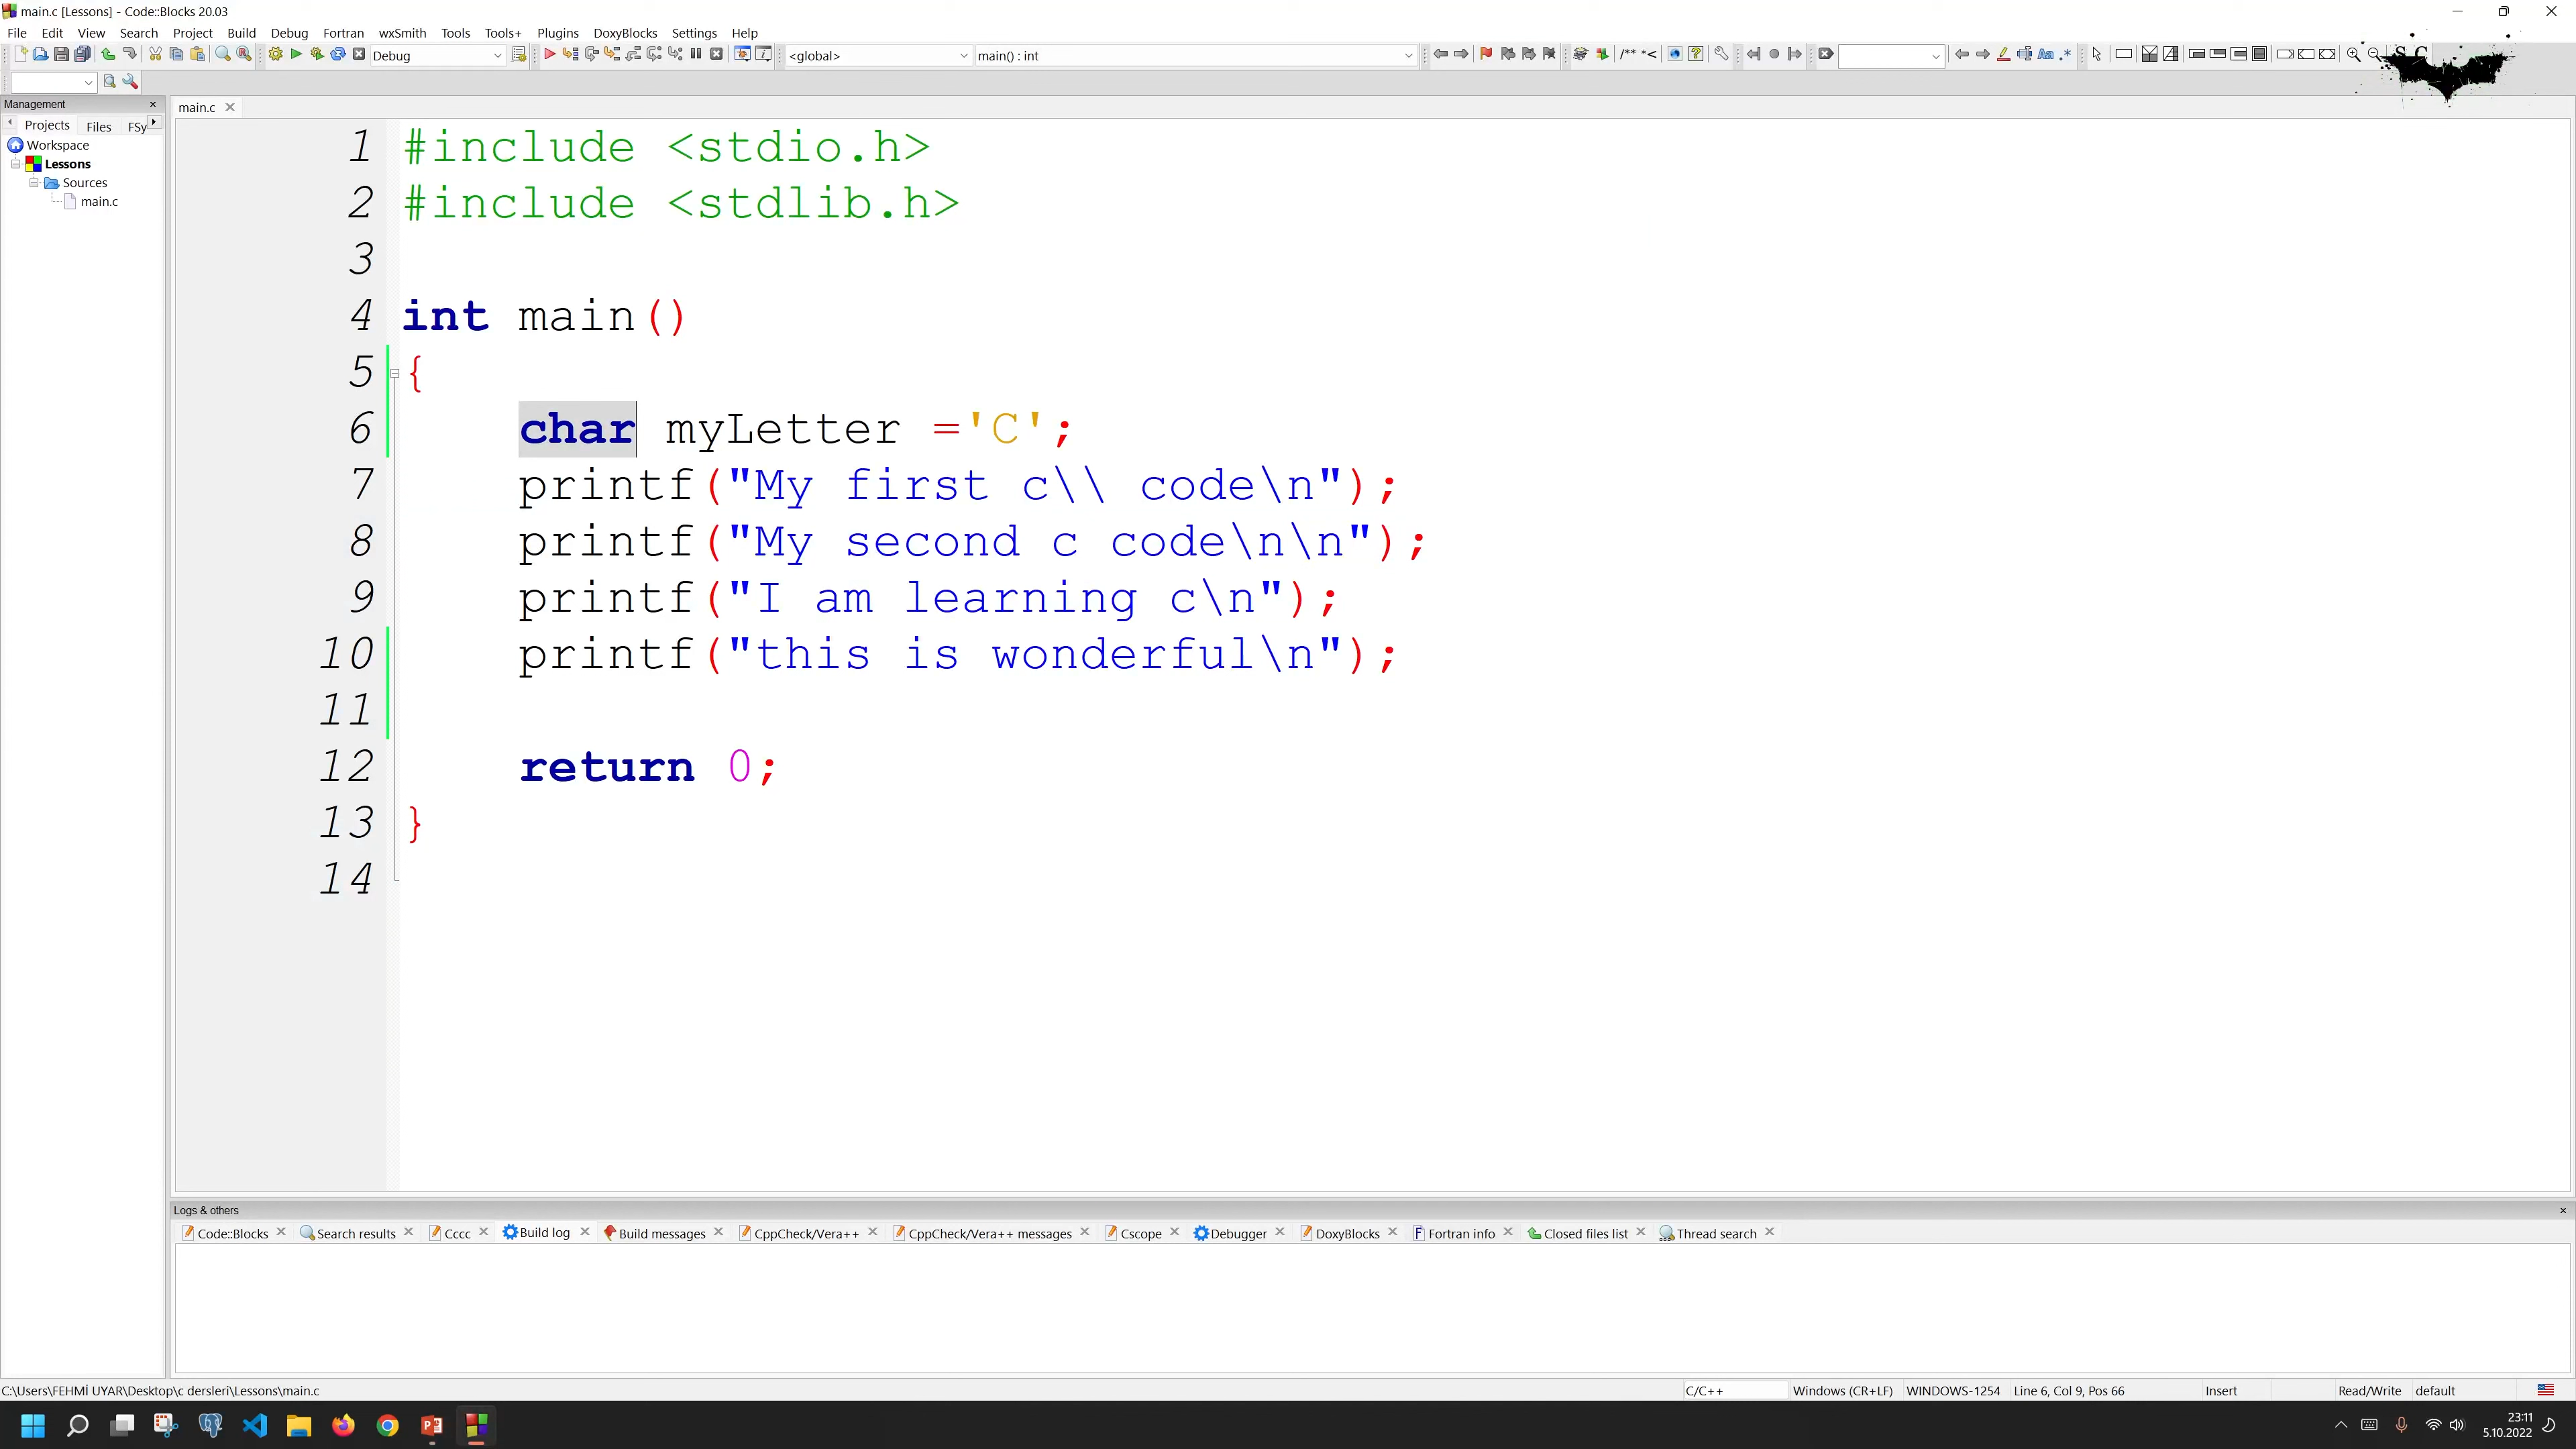 main.c [Lessons] - Code::Blocks 20.03
File Edit View Search Project Build Debug Fortran wxSmith Tools Tools+ Plugins DoxyBlocks Settings Help
Debug <global> main() : int /** *< S C
Management
main.c
Projects Files FSy
Workspace
Lessons
Sources
main.c
1 #include <stdio.h>
2 #include <stdlib.h>
3
4 int main()
5 {
6 char myLetter ='C';
7 printf("My first c\\ code\n");
8 printf("My second c code\n\n");
9 printf("I am learning c\n");
10 printf("this is wonderful\n");
11
12 return 0;
13 }
14
Logs & others
Code::Blocks Search results Cccc Build log Build messages CppCheck/Vera++ CppCheck/Vera++ messages Cscope Debugger DoxyBlocks Fortran info Closed files list Thread search
C:\Users\FEHMİ UYAR\Desktop\c dersleri\Lessons\main.c C/C++ Windows (CR+LF) WINDOWS-1254 Line 6, Col 9, Pos 66 Insert Read/Write default
23:11
5.10.2022